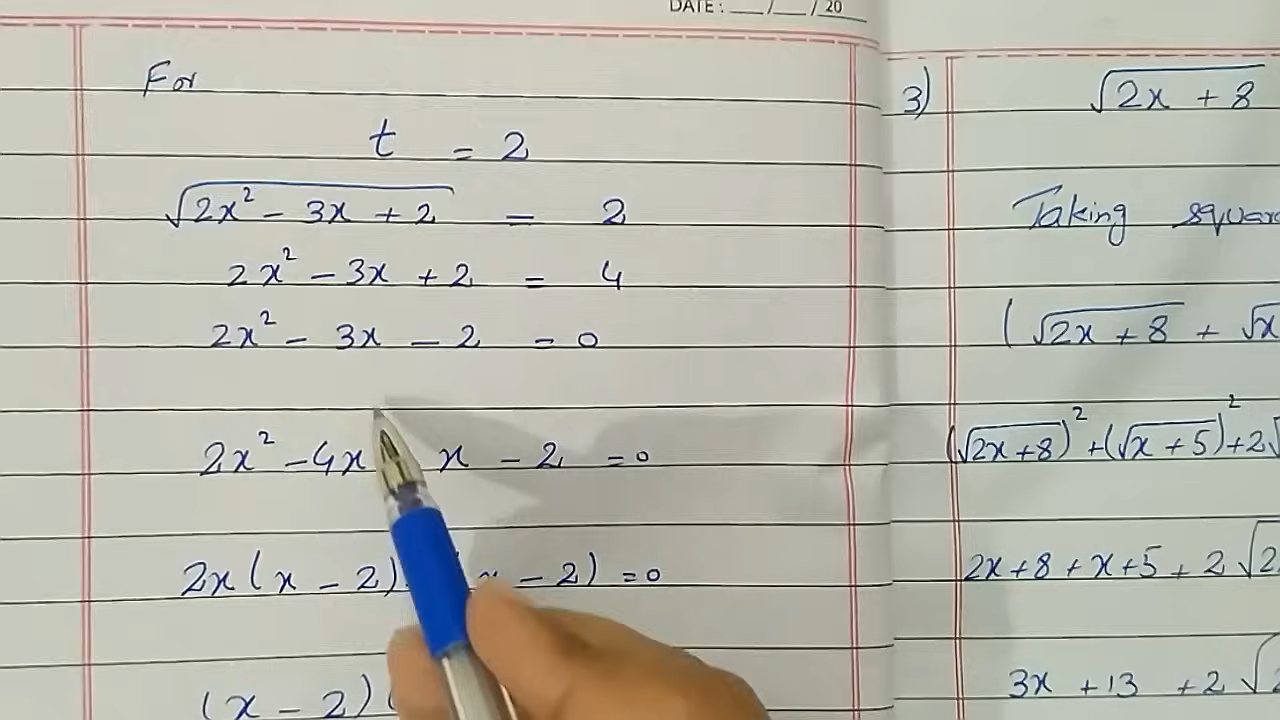 DATE : ___ / ___ / 20
For
t = 2
√(2x² - 3x + 2) = 2
2x² - 3x + 2 = 4
2x² - 3x - 2 = 0
2x² - 4x x - 2 = 0
2x(x - 2) - 2) = 0
(x - 2)(
3) √(2x + 8)
Taking
(√(2x + 8) + √x
(√(2x+8))² + (√(x + 5))² + 2√
2x + 8 + x + 5 + 2√2
3x + 13 + 2√